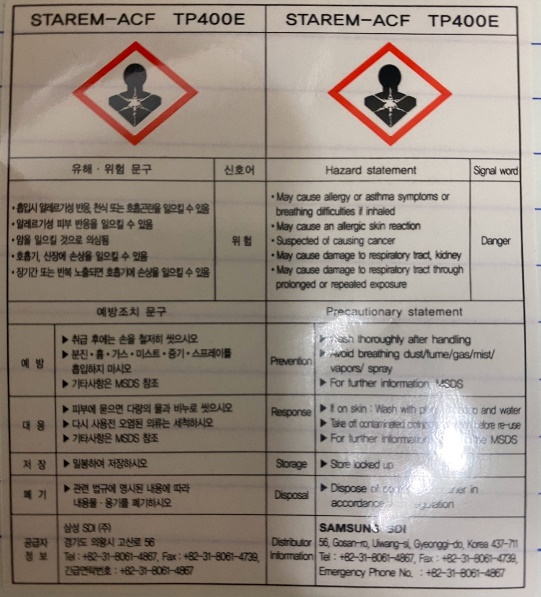 STAREM-ACF TP400E
유해 · 위험 문구
신호어
• 흡입시 알레르기성 반응, 천식 또는 호흡곤란을 일으킬 수 있음
• 알레르기성 피부 반응을 일으킬 수 있음
• 암을 일으킬 것으로 의심됨
• 호흡기, 신장에 손상을 일으킬 수 있음
• 장기간 또는 반복 노출되면 호흡기에 손상을 일으킬 수 있음
위 험
예방조치 문구
예 방
▶ 취급 후에는 손을 철저히 씻으시오
▶ 분진 · 흄 · 가스 · 미스트 · 증기 · 스프레이를
흡입하지 마시오
▶ 기타사항은 MSDS 참조
대 응
▶ 피부에 묻으면 다량의 물과 비누로 씻으시오
▶ 다시 사용전 오염된 의류는 세척하시오
▶ 기타사항은 MSDS 참조
저 장
▶ 밀봉하여 저장하시오
폐 기
▶ 관련 법규에 명시된 내용에 따라
내용물 · 용기를 폐기하시오
공급자
정 보
삼성 SDI (주)
경기도 의왕시 고산로 56
Tel : +82-31-8061-4867, Fax : +82-31-8061-4739,
긴급연락번호 : +82-31-8061-4867
STAREM-ACF TP400E
Hazard statement
Signal word
• May cause allergy or asthma symptoms or
breathing difficulties if inhaled
• May cause an allergic skin reaction
• Suspected of causing cancer
• May cause damage to respiratory tract, kidney
• May cause damage to respiratory tract through
prolonged or repeated exposure
Danger
Precautionary statement
Prevention
▶ Wash thoroughly after handling
▶ Avoid breathing dust/fume/gas/mist/
vapors/ spray
▶ For further information, MSDS
Response
▶ If on skin : Wash with and water
▶ Take off contaminated before re-use
▶ For further information the MSDS
Storage
▶ Store locked up
Disposal
▶ Dispose of in
accordance
Distributor
Information
SAMSUNG SDI
56, Gosan-ro, Uiwang-si, Gyeonggi-do, Korea 437-711
Tel : +82-31-8061-4867, Fax : +82-31-8061-4739,
Emergency Phone No. : +82-31-8061-4867